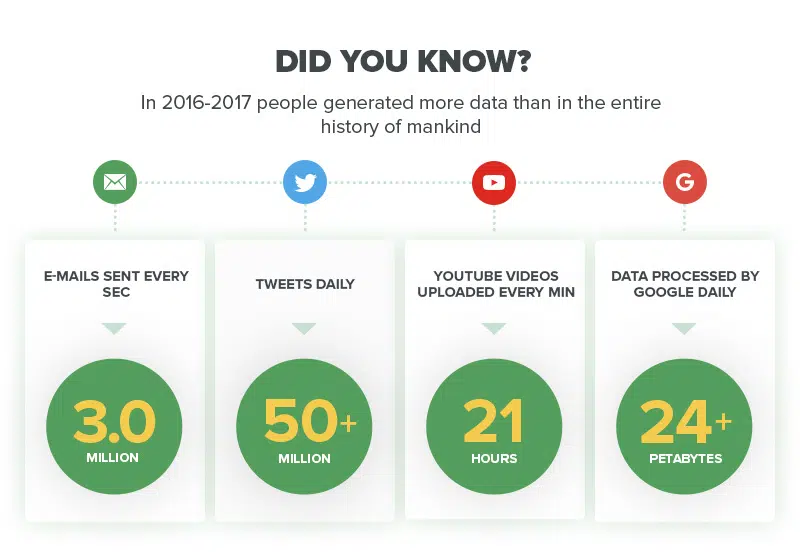 DID YOU KNOW?
In 2016-2017 people generated more data than in the entire
history of mankind
E-MAILS SENT EVERY
SEC
3.0
MILLION
TWEETS DAILY
50+
MILLION
YOUTUBE VIDEOS
UPLOADED EVERY MIN
21
HOURS
DATA PROCESSED BY
GOOGLE DAILY
24+
PETABYTES